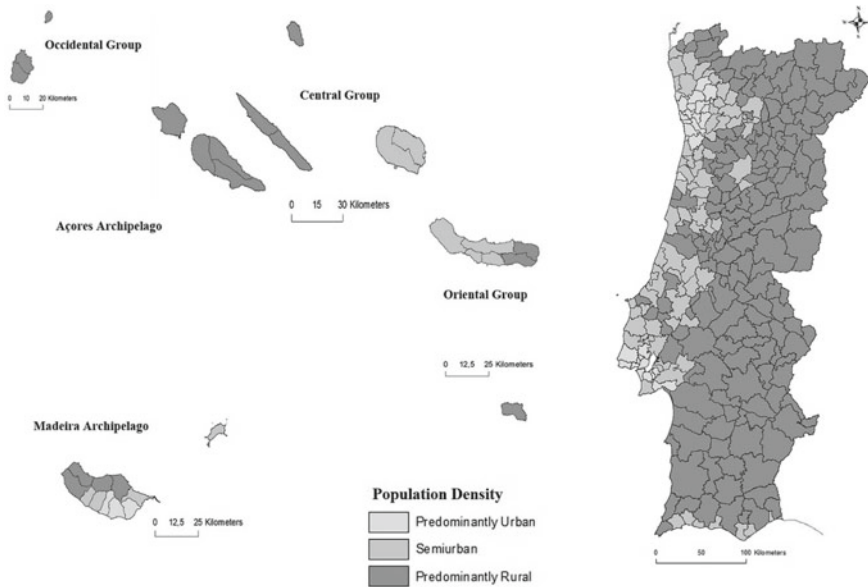 Occidental Group
0 10 20 Kilometers
Central Group
0 15 30 Kilometers
Açores Archipelago
Oriental Group
0 12,5 25 Kilometers
Madeira Archipelago
0 12,5 25 Kilometers
Population Density
Predominantly Urban
Semiurban
Predominantly Rural
N
0 50 100 Kilometers